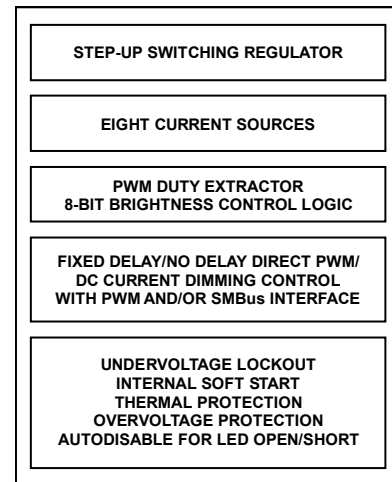 STEP-UP SWITCHING REGULATOR
EIGHT CURRENT SOURCES
PWM DUTY EXTRACTOR
8-BIT BRIGHTNESS CONTROL LOGIC
FIXED DELAY/NO DELAY DIRECT PWM/
DC CURRENT DIMMING CONTROL
WITH PWM AND/OR SMBus INTERFACE
UNDERVOLTAGE LOCKOUT
INTERNAL SOFT START
THERMAL PROTECTION
OVERVOLTAGE PROTECTION
AUTODISABLE FOR LED OPEN/SHORT